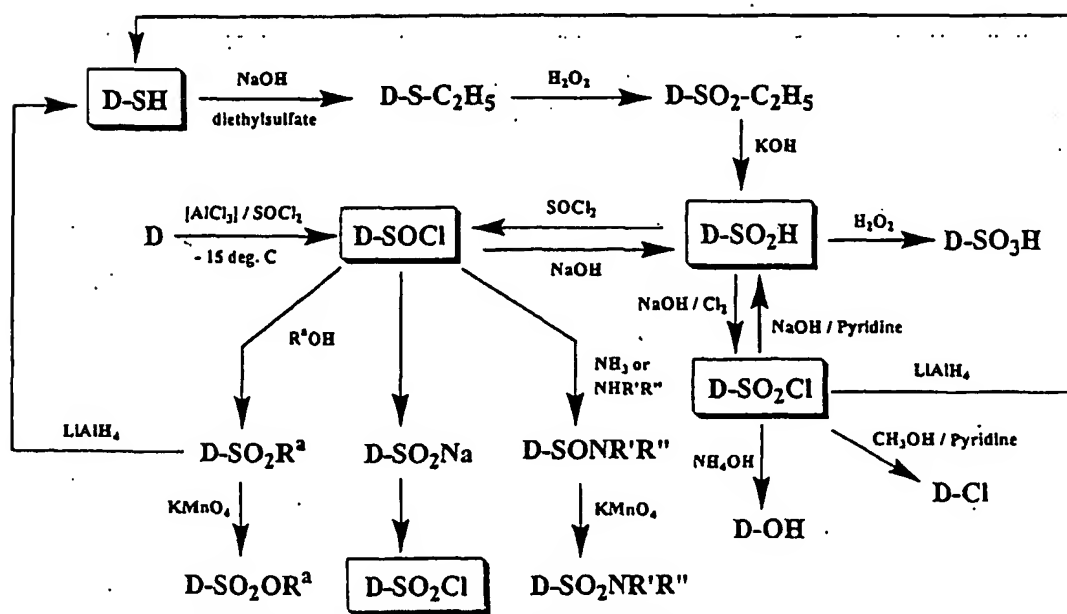 D-SH
NaOH
diethylsulfate
D-S-C₂H₅
H₂O₂
D-SO₂-C₂H₅
KOH
D
[AlCl₃] / SOCl₂
- 15 deg. C
D-SOCl
SOCl₂
NaOH
D-SO₂H
H₂O₂
D-SO₃H
NaOH / Cl₂
NaOH / Pyridine
RᵃOH
NH₃ or
NHR'R"
D-SO₂Cl
LiAlH₄
LiAlH₄
D-SO₂Rᵃ
D-SO₂Na
D-SONR'R"
NH₄OH
CH₃OH / Pyridine
D-Cl
KMnO₄
KMnO₄
D-OH
D-SO₂ORᵃ
D-SO₂Cl
D-SO₂NR'R"